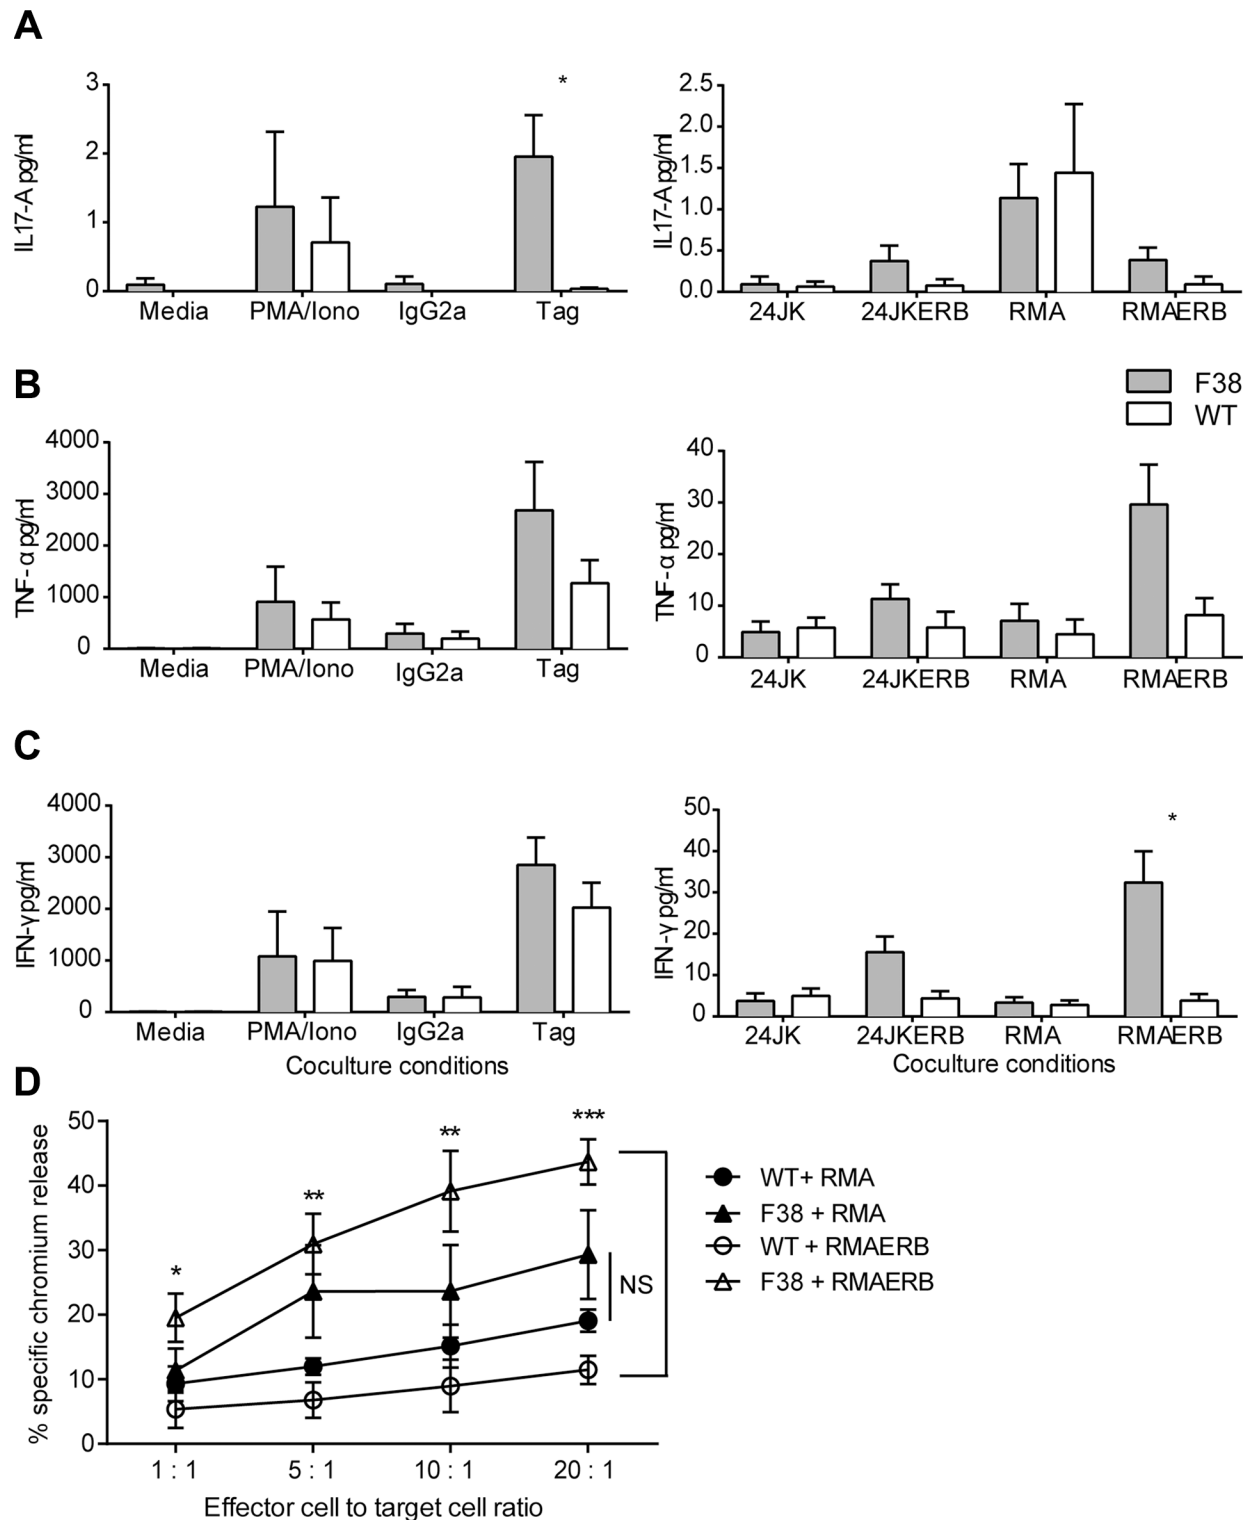 A
IL17-A pg/ml
3
2
1
0
*
Media PMA/Iono IgG2a Tag
IL17-A pg/ml
2.5
2.0
1.5
1.0
0.5
0.0
24JK 24JKERB RMA RMAERB
B
F38
WT
TNF-α pg/ml
4000
3000
2000
1000
0
Media PMA/Iono IgG2a Tag
TNF-α pg/ml
40
30
20
10
0
24JK 24JKERB RMA RMAERB
C
IFN-γ pg/ml
4000
3000
2000
1000
0
Media PMA/Iono IgG2a Tag
Coculture conditions
IFN-γ pg/ml
50
40
30
20
10
0
*
24JK 24JKERB RMA RMAERB
Coculture conditions
D
% specific chromium release
50
40
30
20
10
0
*
**
**
***
NS
1 : 1 5 : 1 10 : 1 20 : 1
Effector cell to target cell ratio
WT + RMA
F38 + RMA
WT + RMAERB
F38 + RMAERB